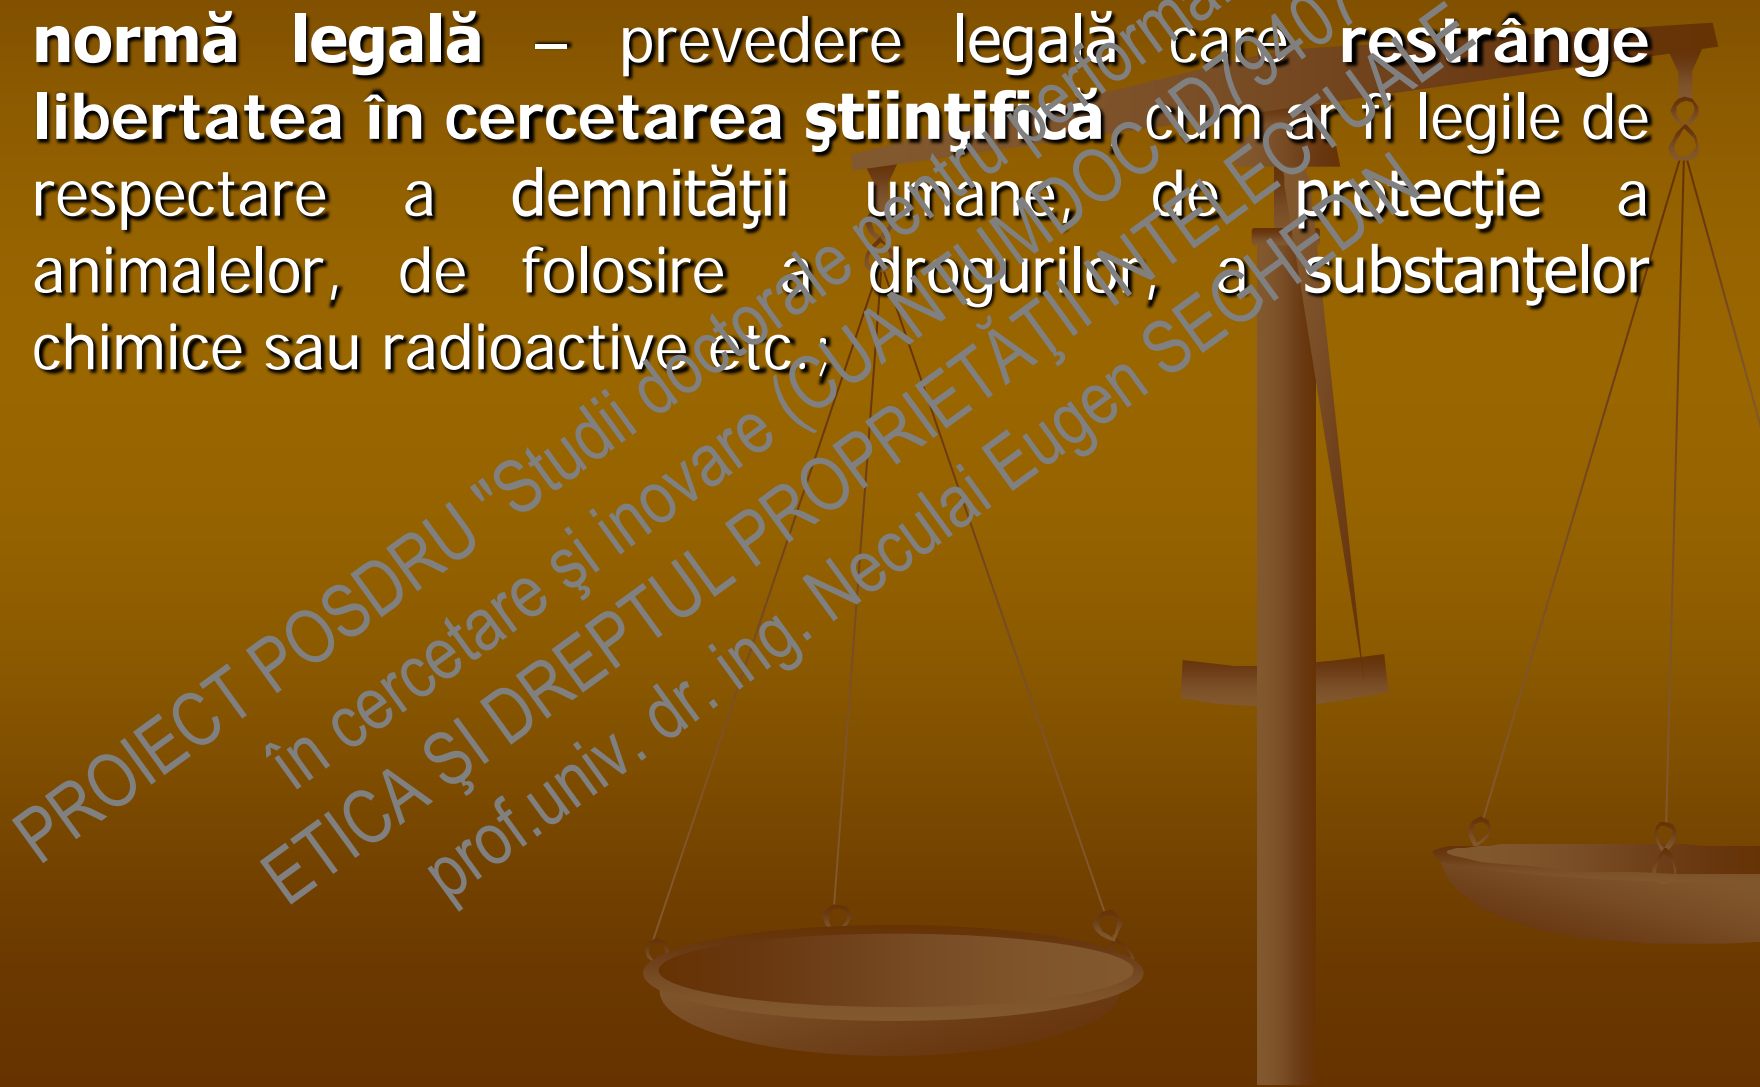 normă legală – prevedere legală care restrânge
libertatea în cercetarea ştiinţifică, cum ar fi legile de
respectare a demnităţii umane, de protecţie a
animalelor, de folosire a drogurilor, a substanţelor
chimice sau radioactive etc.;
PROIECT POSDRU "Studii doctorale pentru
în cercetare şi inovare (CUANTUMDOC ID79407
ETICA ŞI DREPTUL PROPRIETĂŢII INTELECTUALE
prof.univ. dr. ing. Neculai Eugen SEGHEDIN